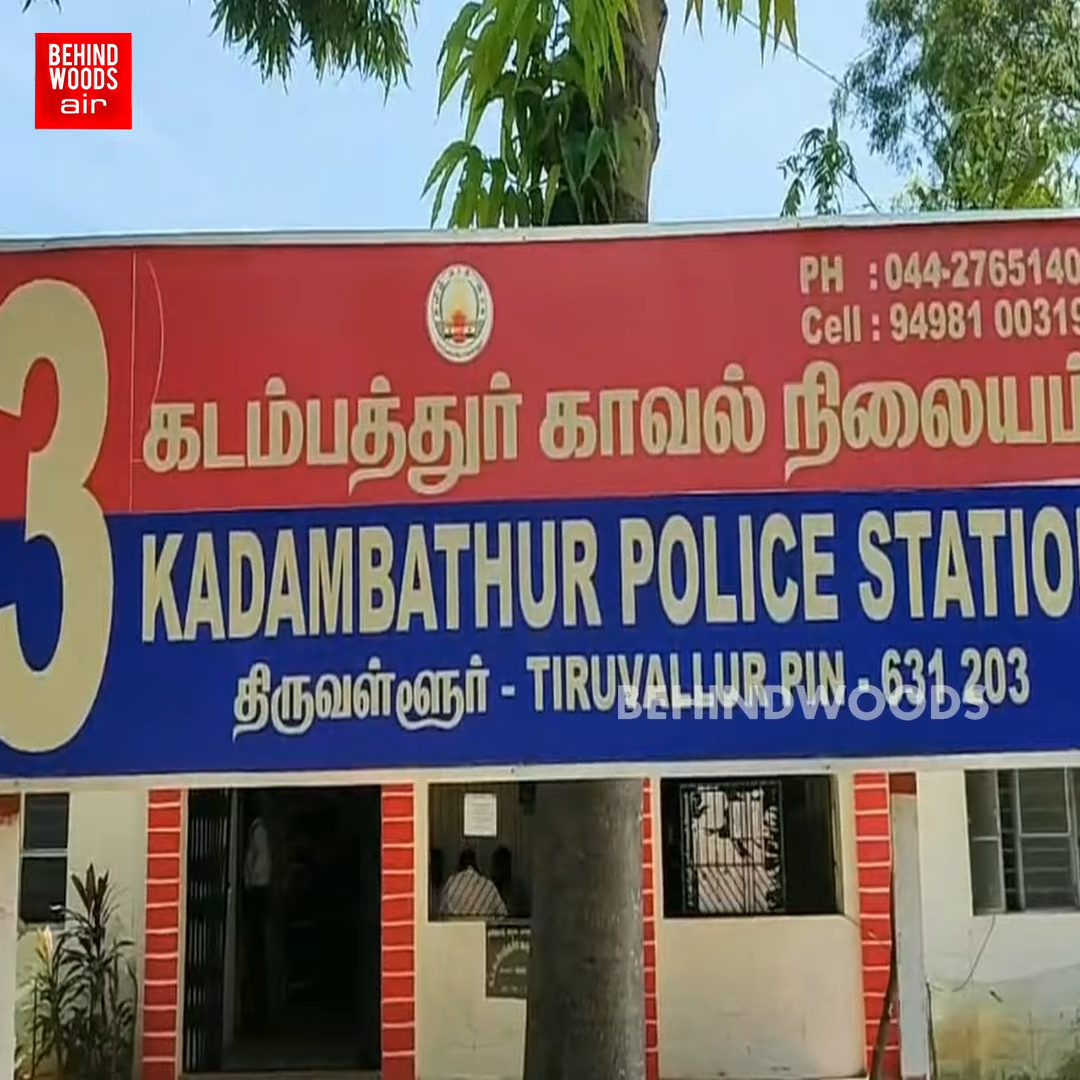 BEHIND
WOODS
air
PH : 044-2765140
Cell : 94981 00319
3
கடம்பத்தூர் காவல் நிலையம்
KADAMBATHUR POLICE STATION
திருவள்ளூர் - TIRUVALLUR PIN - 631 203
BEHINDWOODS